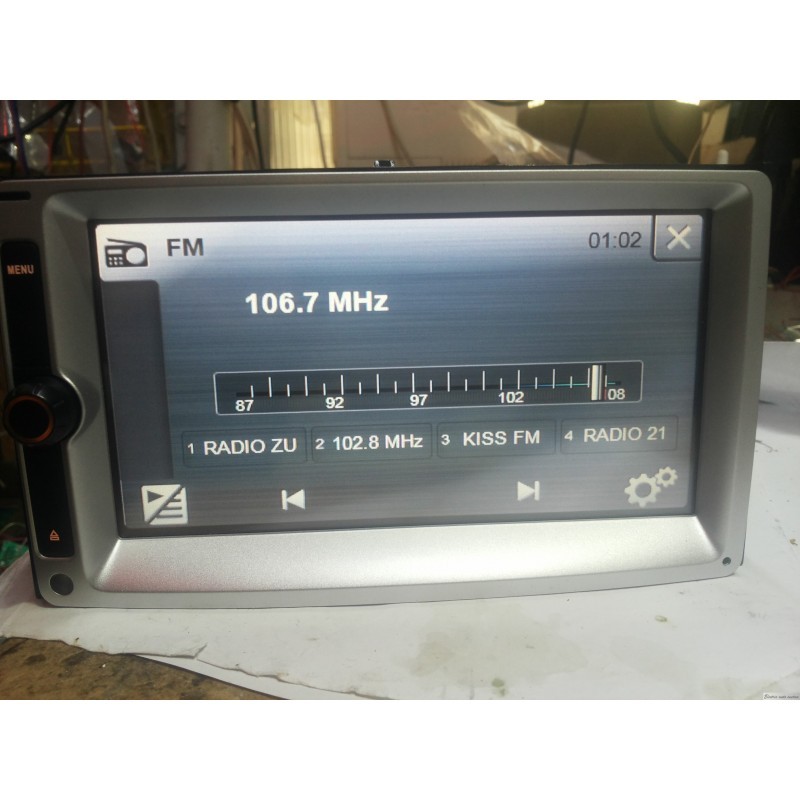 FM
01:02
MENU
106.7 MHz
87 92 97 102 08
1 RADIO ZU
2 102.8 MHz
3 KISS FM
4 RADIO 21